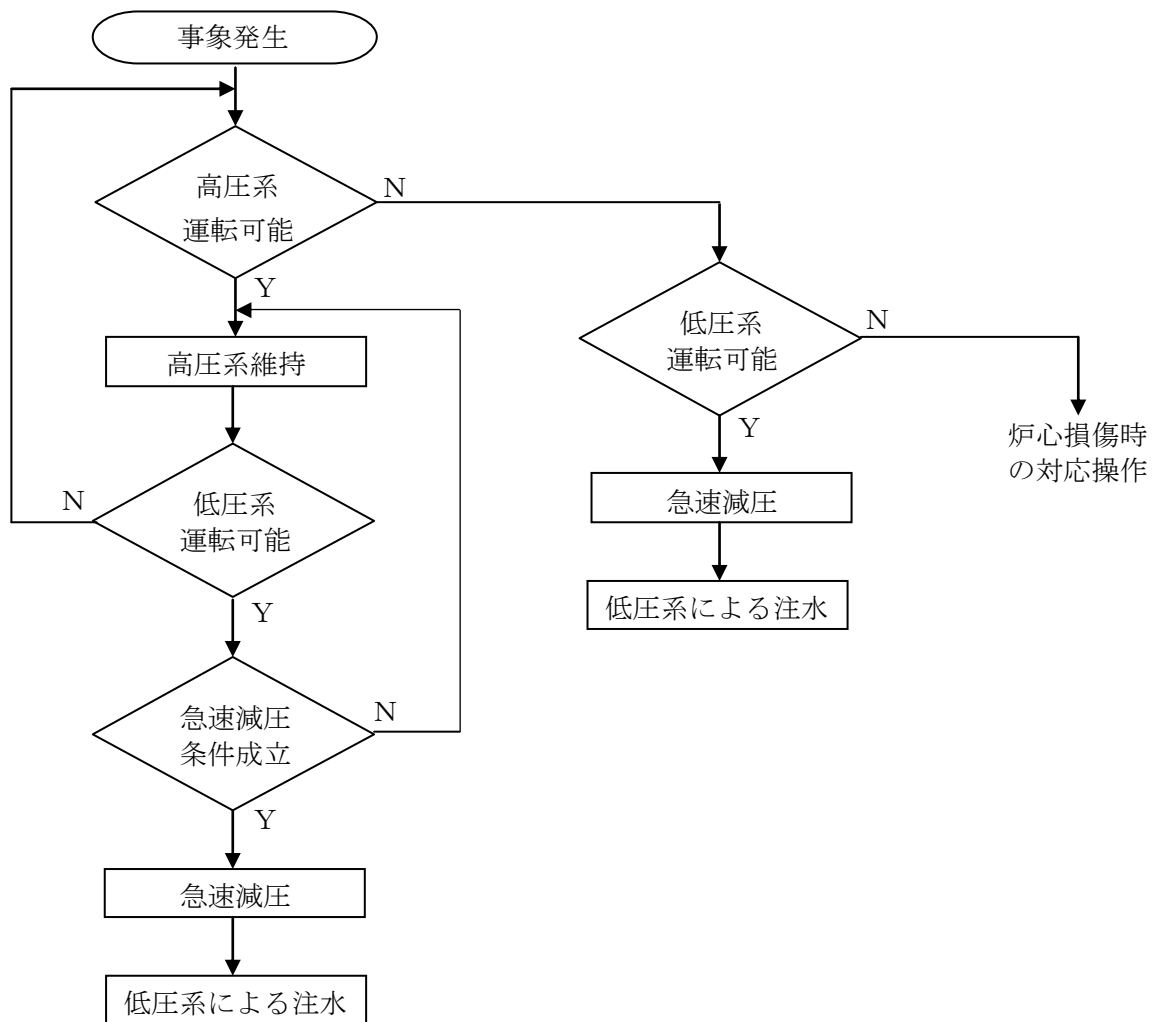 事象発生
高圧系
運転可能
N
Y
高圧系維持
低圧系
運転可能
N
Y
急速減圧
条件成立
N
Y
急速減圧
低圧系による注水
低圧系
運転可能
N
Y
炉心損傷時
の対応操作
急速減圧
低圧系による注水